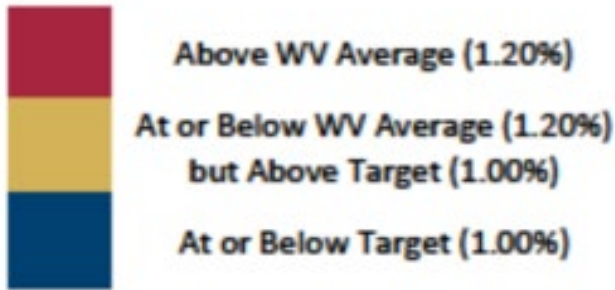 Above WV Average (1.20%)
At or Below WV Average (1.20%)
but Above Target (1.00%)
At or Below Target (1.00%)